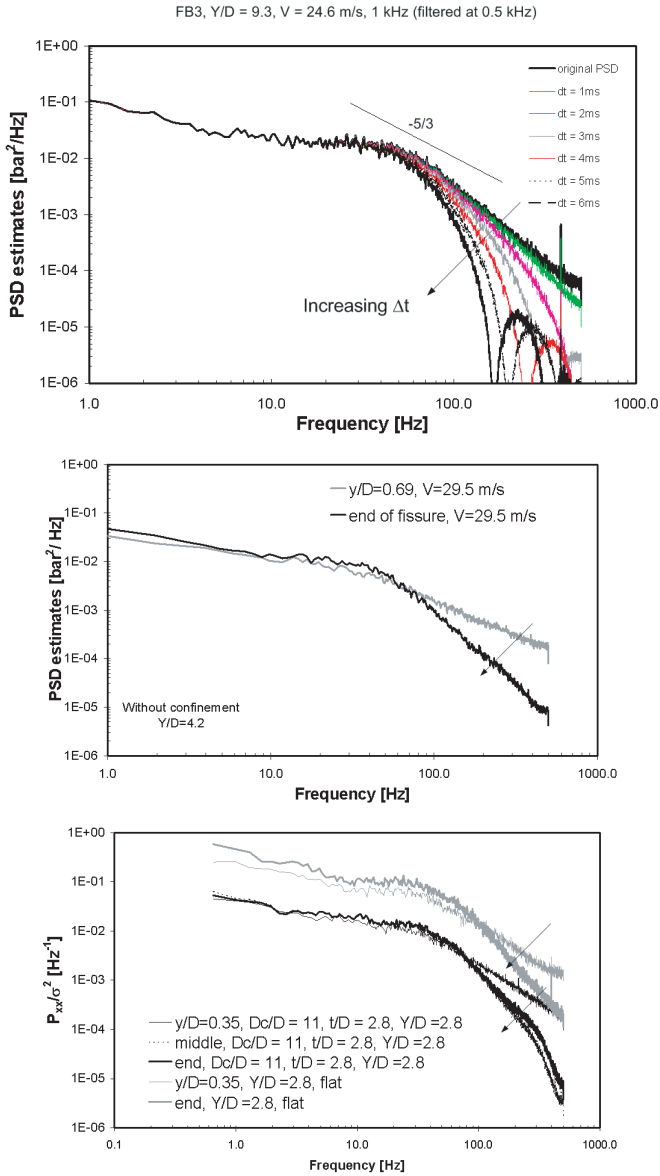 FB3, Y/D = 9.3, V = 24.6 m/s, 1 kHz (filtered at 0.5 kHz)
1E+00
1E-01
1E-02
1E-03
1E-04
1E-05
1E-06
PSD estimates [bar²/Hz]
-5/3
original PSD
dt = 1ms
dt = 2ms
dt = 3ms
dt = 4ms
dt = 5ms
dt = 6ms
Increasing Δt
1.0 10.0 100.0 1000.0
Frequency [Hz]
1E+00
1E-01
1E-02
1E-03
1E-04
1E-05
1E-06
PSD estimates [bar²/ Hz]
y/D=0.69, V=29.5 m/s
end of fissure, V=29.5 m/s
Without confinement
Y/D=4.2
1.0 10.0 100.0 1000.0
Frequency [Hz]
1E+00
1E-01
1E-02
1E-03
1E-04
1E-05
1E-06
Pxx/σ² [Hz⁻¹]
y/D=0.35, Dc/D = 11, t/D = 2.8, Y/D =2.8
middle, Dc/D = 11, t/D = 2.8, Y/D =2.8
end, Dc/D = 11, t/D = 2.8, Y/D =2.8
y/D=0.35, Y/D =2.8, flat
end, Y/D =2.8, flat
0.1 1.0 10.0 100.0 1000.0
Frequency [Hz]